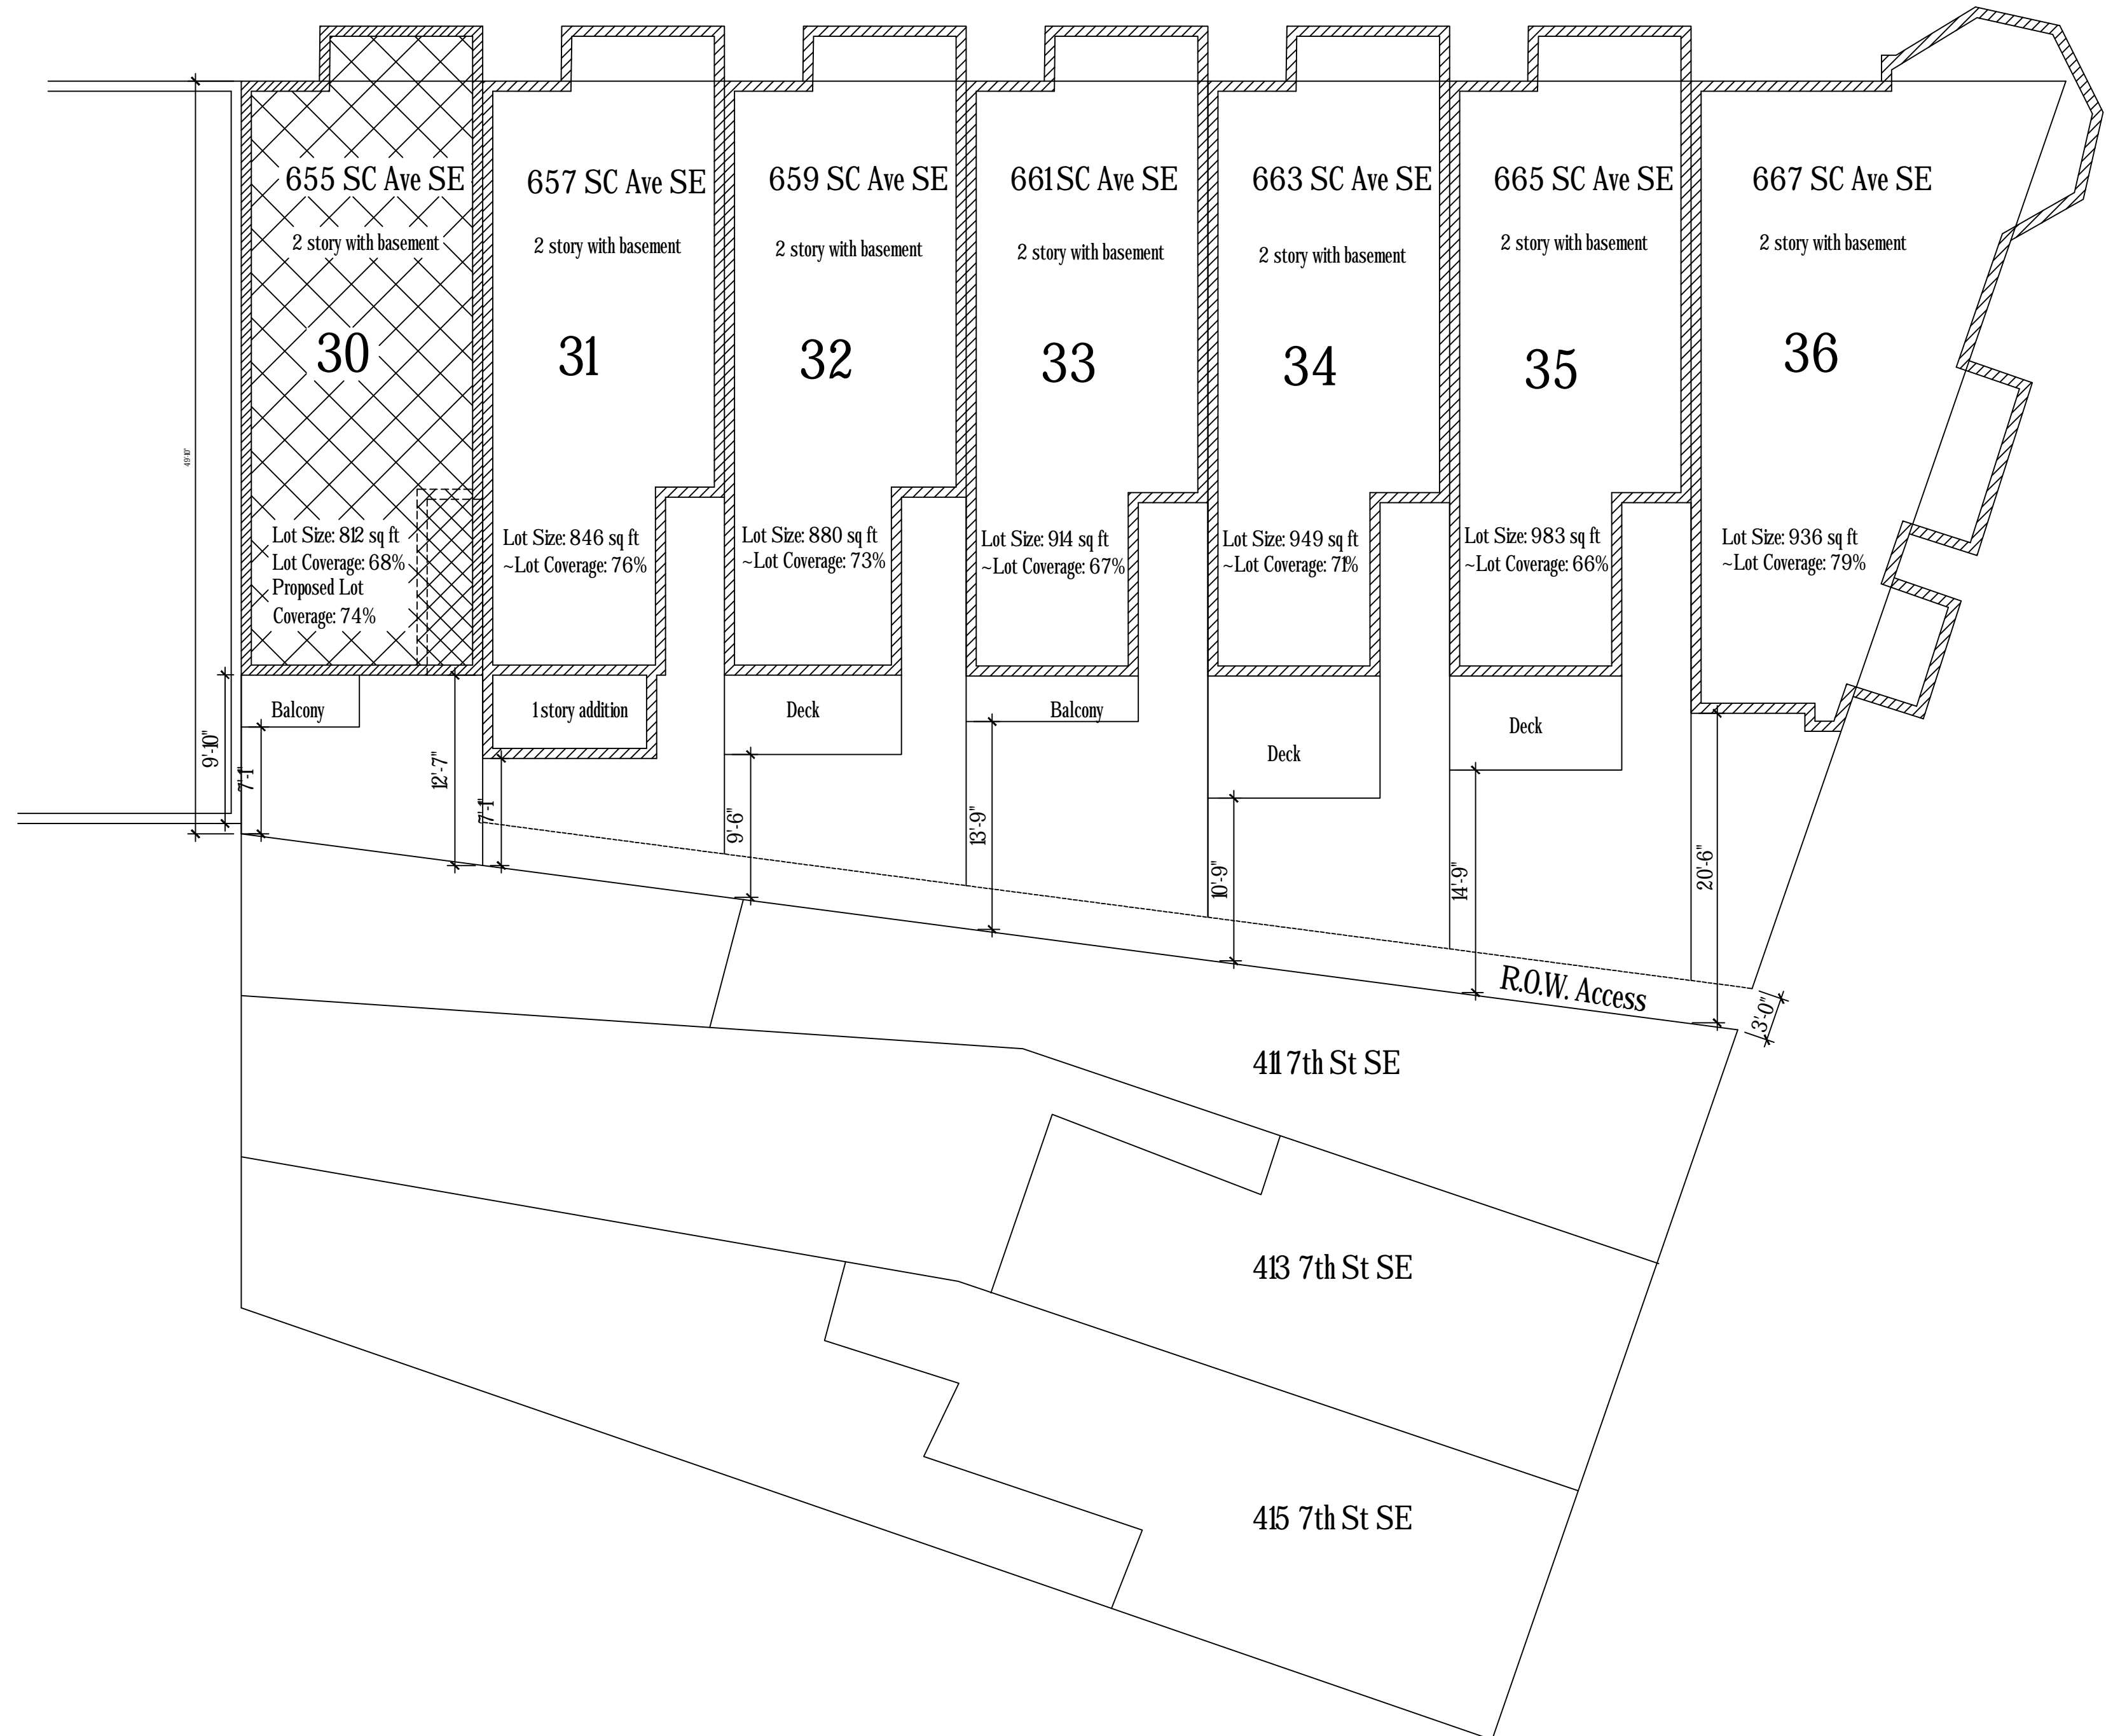 655 SC Ave SE
2 story with basement
30
Lot Size: 812 sq ft
Lot Coverage: 68%
Proposed Lot
Coverage: 74%
657 SC Ave SE
2 story with basement
31
Lot Size: 846 sq ft
~Lot Coverage: 76%
659 SC Ave SE
2 story with basement
32
Lot Size: 880 sq ft
~Lot Coverage: 73%
661 SC Ave SE
2 story with basement
33
Lot Size: 914 sq ft
~Lot Coverage: 67%
663 SC Ave SE
2 story with basement
34
Lot Size: 949 sq ft
~Lot Coverage: 71%
665 SC Ave SE
2 story with basement
35
Lot Size: 983 sq ft
~Lot Coverage: 66%
667 SC Ave SE
2 story with basement
36
Lot Size: 936 sq ft
~Lot Coverage: 79%
49'-10"
Balcony
1 story addition
Deck
Balcony
Deck
Deck
9'-10"
7'-1"
12'-7"
7'-1"
9'-6"
13'-9"
10'-9"
14'-9"
20'-6"
R.O.W. Access
3'-0"
411 7th St SE
413 7th St SE
415 7th St SE